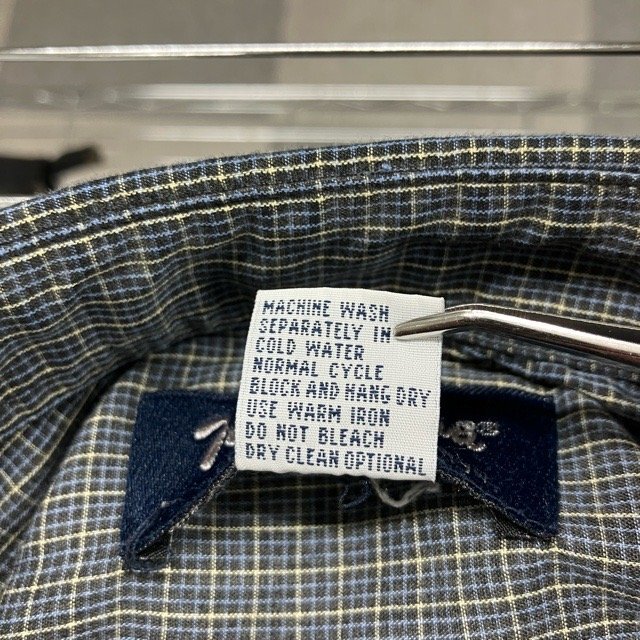 MACHINE WASH
SEPARATELY IN
COLD WATER
NORMAL CYCLE
BLOCK AND HANG DRY
USE WARM IRON
DO NOT BLEACH
DRY CLEAN OPTIONAL